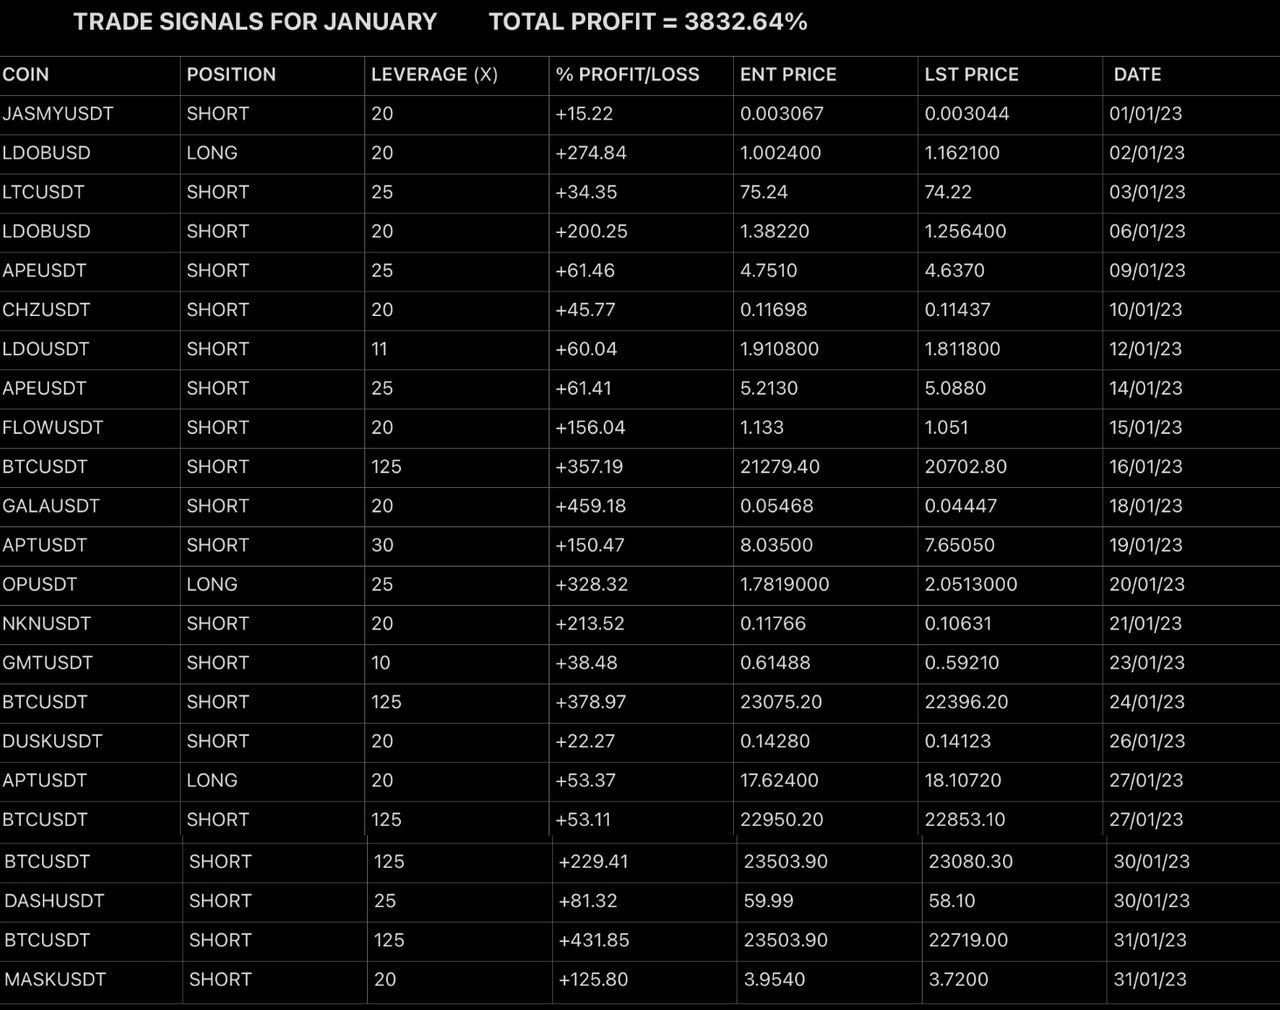 TRADE SIGNALS FOR JANUARY TOTAL PROFIT = 3832.64%
COIN POSITION LEVERAGE (X) % PROFIT/LOSS ENT PRICE LST PRICE DATE
JASMYUSDT SHORT 20 +15.22 0.003067 0.003044 01/01/23
LDOBUSD LONG 20 +274.84 1.002400 1.162100 02/01/23
LTCUSDT SHORT 25 +34.35 75.24 74.22 03/01/23
LDOBUSD SHORT 20 +200.25 1.38220 1.256400 06/01/23
APEUSDT SHORT 25 +61.46 4.7510 4.6370 09/01/23
CHZUSDT SHORT 20 +45.77 0.11698 0.11437 10/01/23
LDOUSDT SHORT 11 +60.04 1.910800 1.811800 12/01/23
APEUSDT SHORT 25 +61.41 5.2130 5.0880 14/01/23
FLOWUSDT SHORT 20 +156.04 1.133 1.051 15/01/23
BTCUSDT SHORT 125 +357.19 21279.40 20702.80 16/01/23
GALAUSDT SHORT 20 +459.18 0.05468 0.04447 18/01/23
APTUSDT SHORT 30 +150.47 8.03500 7.65050 19/01/23
OPUSDT LONG 25 +328.32 1.7819000 2.0513000 20/01/23
NKNUSDT SHORT 20 +213.52 0.11766 0.10631 21/01/23
GMTUSDT SHORT 10 +38.48 0.61488 0..59210 23/01/23
BTCUSDT SHORT 125 +378.97 23075.20 22396.20 24/01/23
DUSKUSDT SHORT 20 +22.27 0.14280 0.14123 26/01/23
APTUSDT LONG 20 +53.37 17.62400 18.10720 27/01/23
BTCUSDT SHORT 125 +53.11 22950.20 22853.10 27/01/23
BTCUSDT SHORT 125 +229.41 23503.90 23080.30 30/01/23
DASHUSDT SHORT 25 +81.32 59.99 58.10 30/01/23
BTCUSDT SHORT 125 +431.85 23503.90 22719.00 31/01/23
MASKUSDT SHORT 20 +125.80 3.9540 3.7200 31/01/23